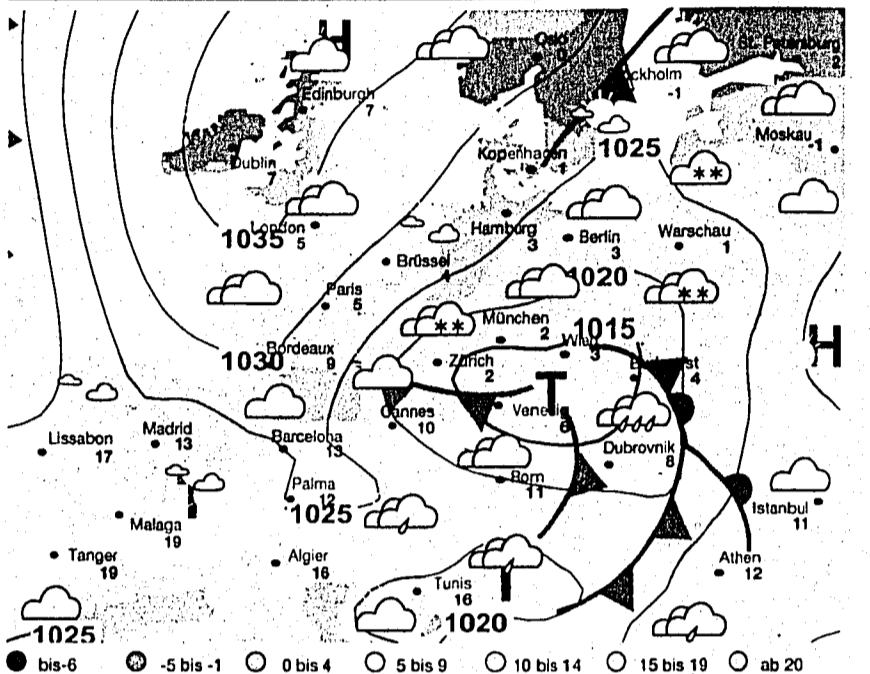 H
Oslo
0
St. Petersburg
2
Edinburgh
7
-1
Moskau -1
Dublin
7
Kopenhagen
1
1025
London
5
1035
Hamburg
3
Berlin
3
Warschau
1
Brüssel
4
1020
Paris
5
München
2
1015
Wien
3
H
1030
Bordeaux
9
Zürich
2
4
T
Cannes
10
Venedig
6
Lissabon
17
Madrid
13
Barcelona
13
Dubrovnik
8
Rom
11
Palma
12
1025
Istanbul
11
Malaga
19
T
Tanger
19
Algier
16
Athen
12
Tunis
16
T
1020
1025
bis-6 -5 bis -1 0 bis 4 5 bis 9 10 bis 14 15 bis 19 ab 20